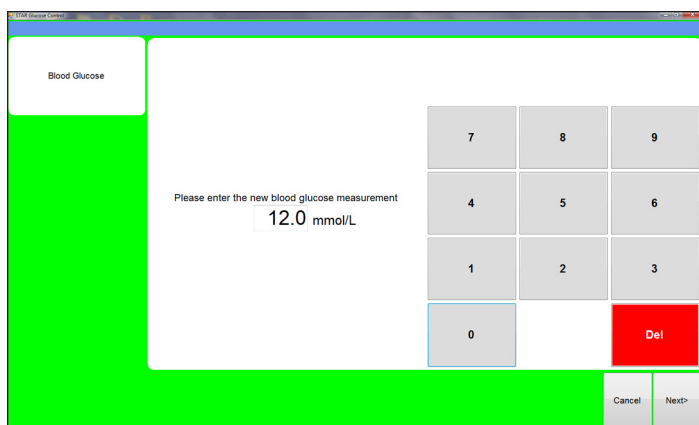 STAR Glucose Control
Blood Glucose
7 8 9
Please enter the new blood glucose measurement
4 5 6
12.0 mmol/L
1 2 3
0 Del
Cancel Next>